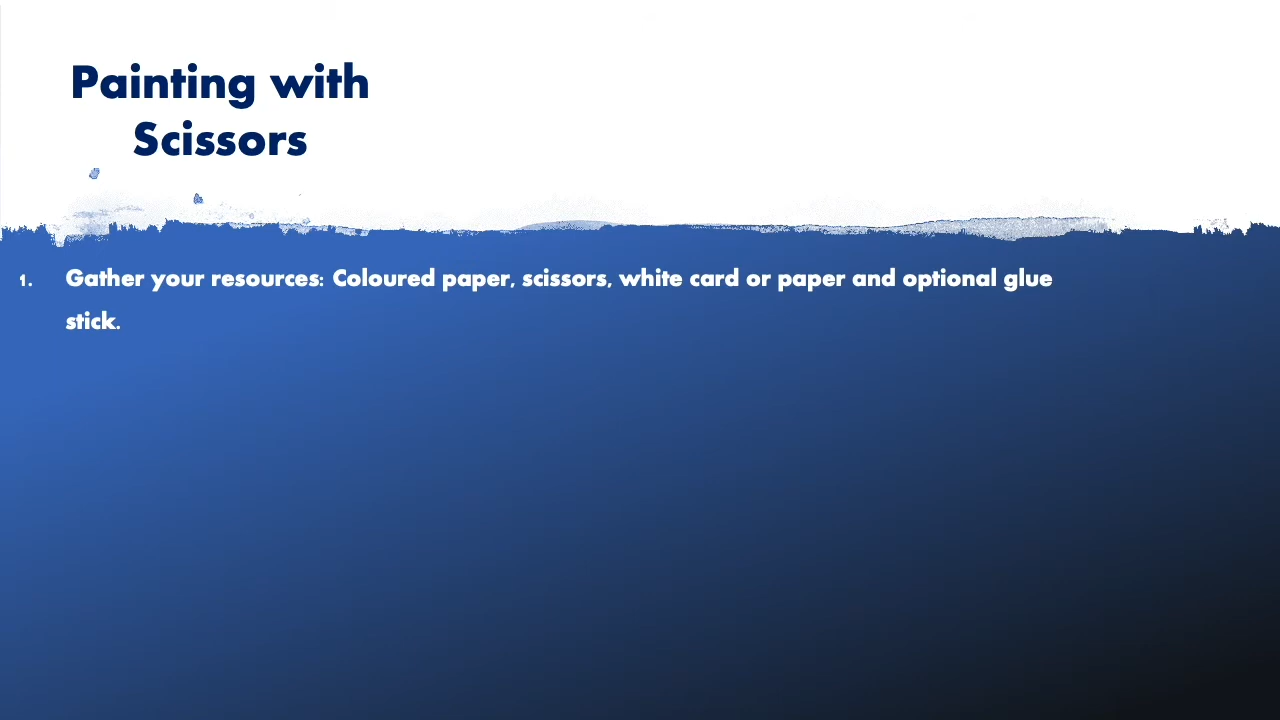 Painting with
Scissors
1. Gather your resources: Coloured paper, scissors, white card or paper and optional glue
stick.